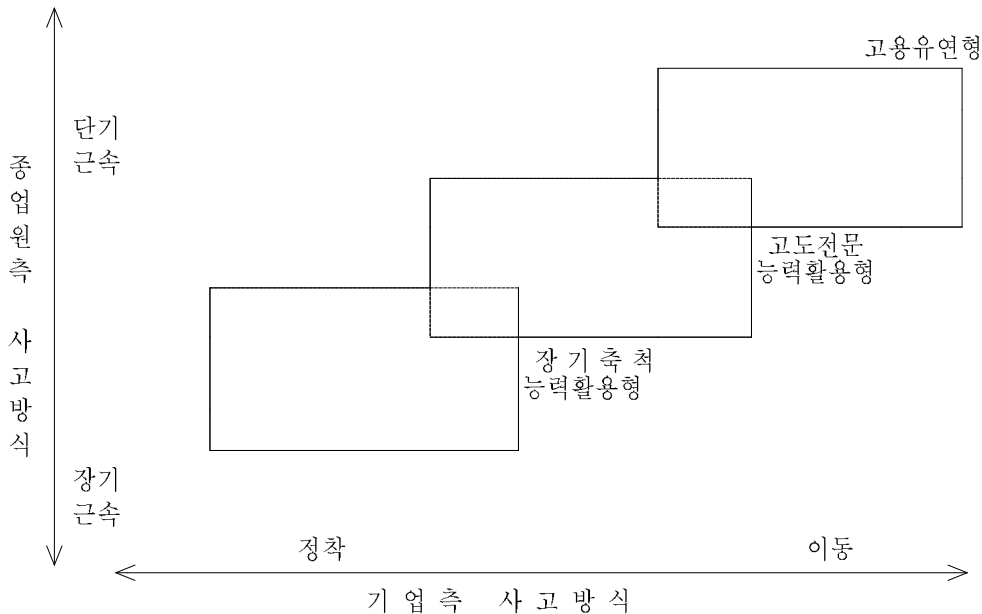 고용유연형
단기
근속
종업원측 사고방식
고도전문
능력활용형
장 기 축 척
능력활용형
장기
근속
정착
이동
기 업 측 사 고 방 식